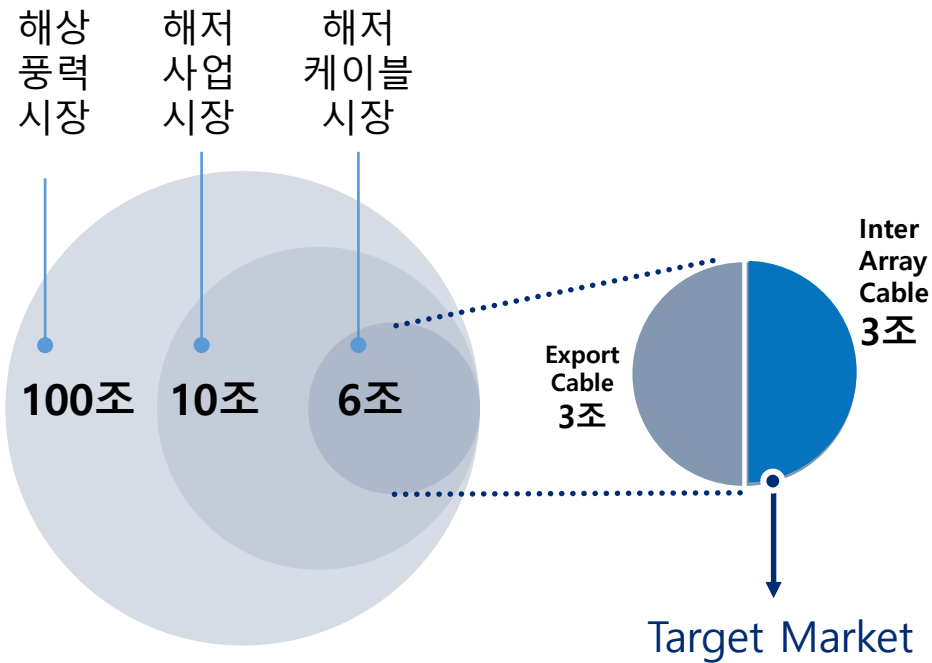 해상
풍력
시장
해저
사업
시장
해저
케이블
시장
100조
10조
6조
Export
Cable
3조
Inter
Array
Cable
3조
Target Market